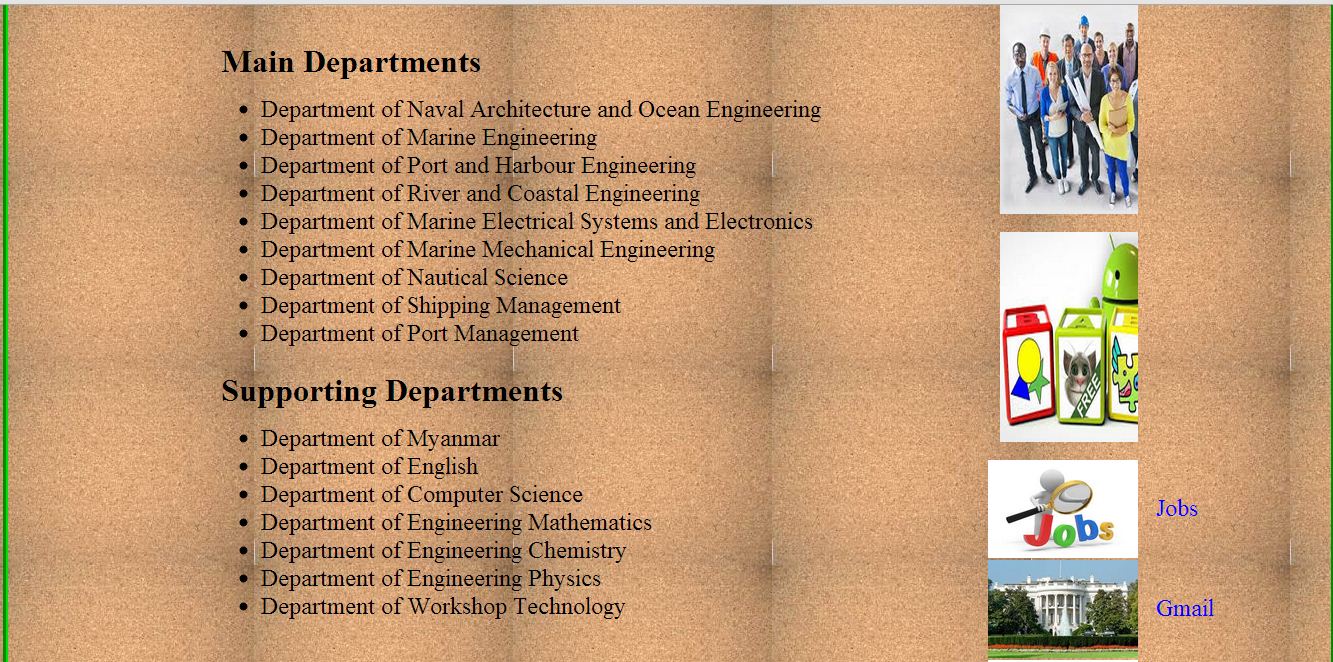 Main Departments
Department of Naval Architecture and Ocean Engineering
Department of Marine Engineering
Department of Port and Harbour Engineering
Department of River and Coastal Engineering
Department of Marine Electrical Systems and Electronics
Department of Marine Mechanical Engineering
Department of Nautical Science
Department of Shipping Management
Department of Port Management
Supporting Departments
Department of Myanmar
Department of English
Department of Computer Science
Department of Engineering Mathematics
Department of Engineering Chemistry
Department of Engineering Physics
Department of Workshop Technology
FREE
Jobs
Jobs
Gmail